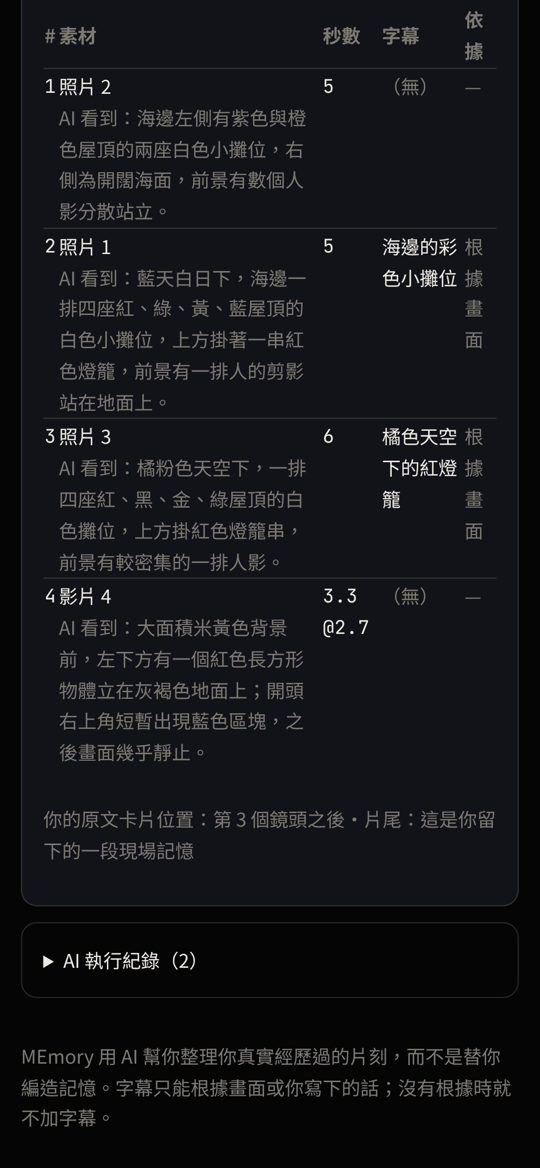 # 素材 秒數 字幕 依據
1 照片 2 5 （無） —
AI 看到：海邊左側有紫色與橙
色屋頂的兩座白色小攤位，右
側為開闊海面，前景有數個人
影分散站立。
2 照片 1 5 海邊的彩色小攤位 根據畫面
AI 看到：藍天白日下，海邊一
排四座紅、綠、黃、藍屋頂的
白色小攤位，上方掛著一串紅
色燈籠，前景有一排人的剪影
站在地面上。
3 照片 3 6 橘色天空下的紅燈籠 根據畫面
AI 看到：橘粉色天空下，一排
四座紅、黑、金、綠屋頂的白
色攤位，上方掛紅色燈籠串，
前景有較密集的一排人影。
4 影片 4 3.3 @2.7 （無） —
AI 看到：大面積米黃色背景
前，左下方有一個紅色長方形
物體立在灰褐色地面上；開頭
右上角短暫出現藍色區塊，之
後畫面幾乎靜止。
你的原文卡片位置：第 3 個鏡頭之後・片尾：這是你留
下的一段現場記憶
▶ AI 執行紀錄（2）
MEmory 用 AI 幫你整理你真實經歷過的片刻，而不是替你
編造記憶。字幕只能根據畫面或你寫下的話；沒有根據時就
不加字幕。